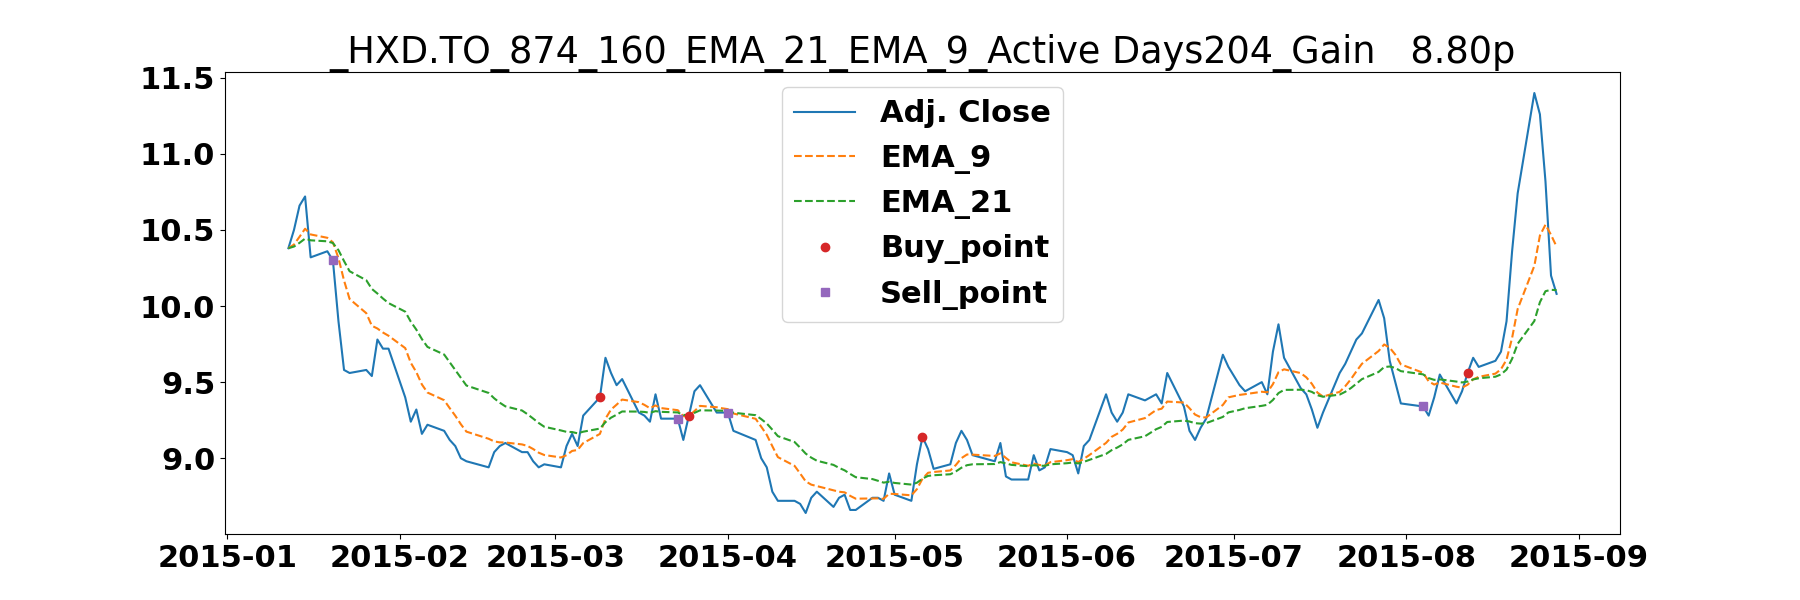 _HXD.TO_874_160_EMA_21_EMA_9_Active Days204_Gain   8.80p
11.5
11.0
10.5
10.0
9.5
9.0
Adj. Close
EMA_9
EMA_21
Buy_point
Sell_point
2015-01 2015-02 2015-03 2015-04 2015-05 2015-06 2015-07 2015-08 2015-09